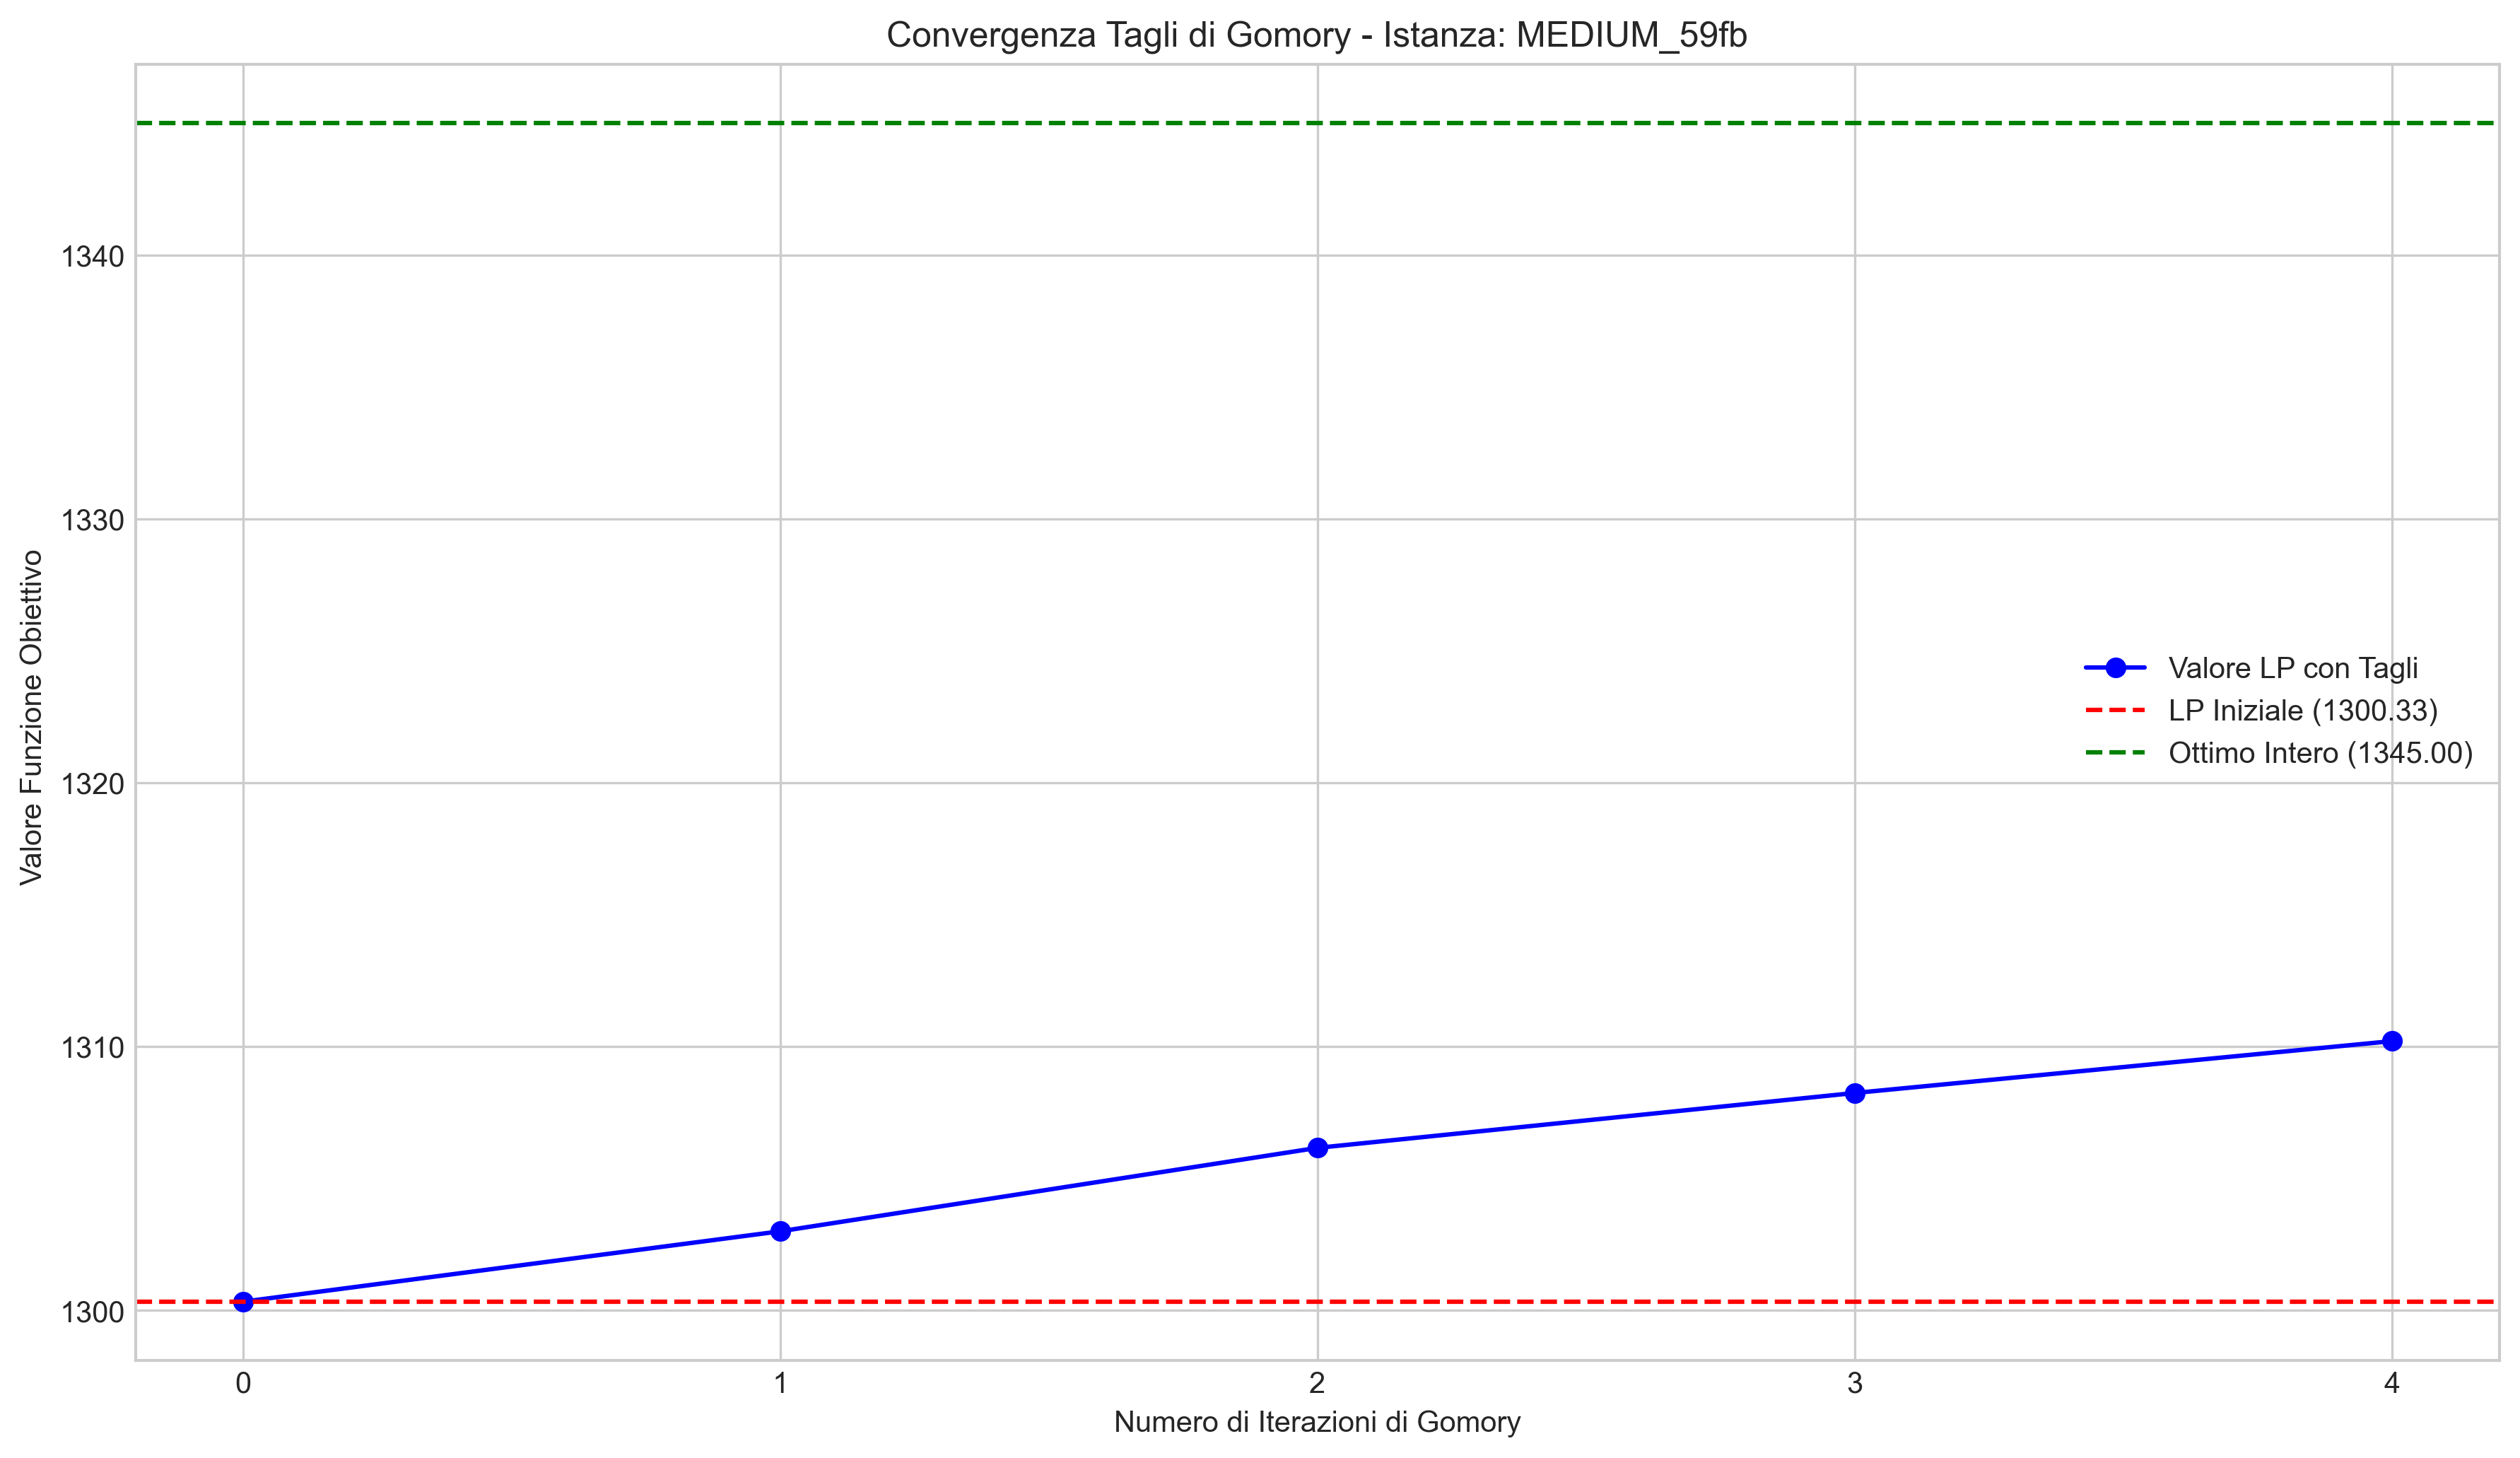 Convergenza Tagli di Gomory - Istanza: MEDIUM_59fb
Valore Funzione Obiettivo
1340
1330
1320
1310
1300
Valore LP con Tagli
LP Iniziale (1300.33)
Ottimo Intero (1345.00)
0 1 2 3 4
Numero di Iterazioni di Gomory